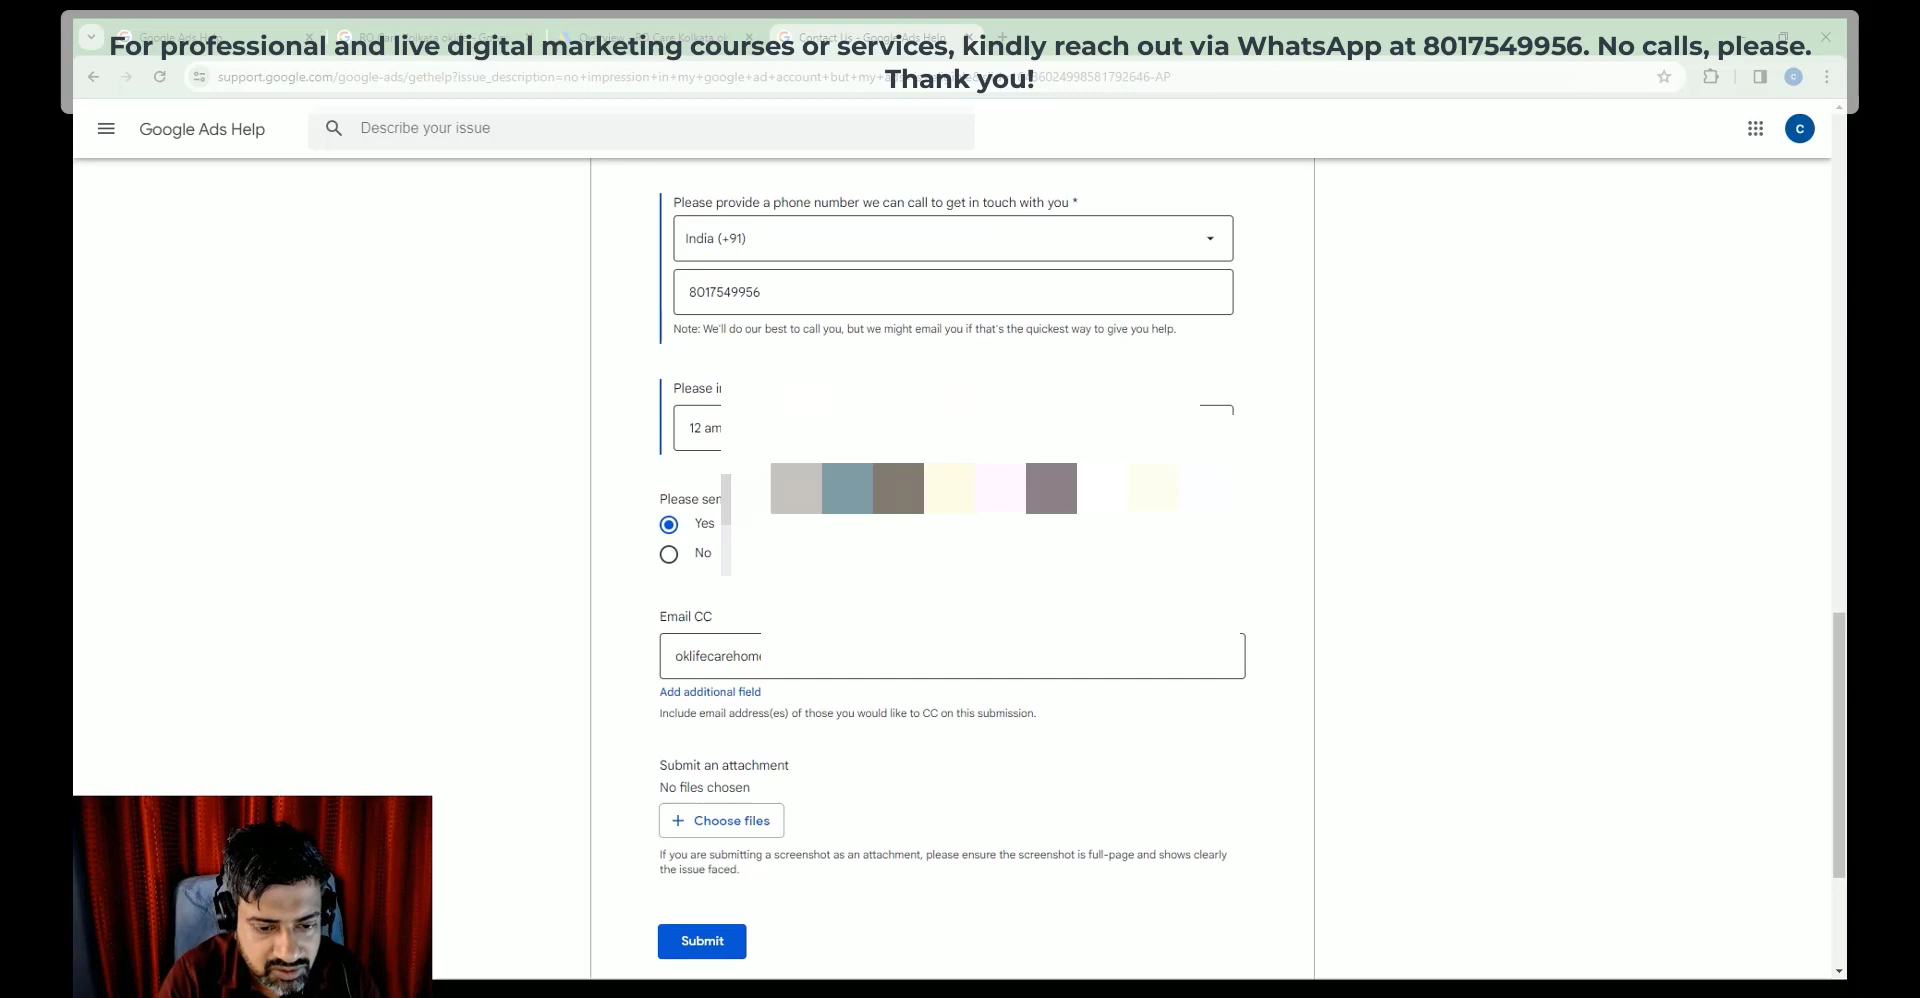 For professional and live digital marketing courses or services, kindly reach out via WhatsApp at 8017549956. No calls, please.
Thank you!
support.google.com/google-ads/gethelp?issue_description=no+impression+in+my+google+ad+account+but+my+
Google Ads Help
Describe your issue
C
Please provide a phone number we can call to get in touch with you *
India (+91)
8017549956
Note: We'll do our best to call you, but we might email you if that's the quickest way to give you help.
Please i
12 am
Please sen
Yes
No
Email CC
oklifecarehom
Add additional field
Include email address(es) of those you would like to CC on this submission.
Submit an attachment
No files chosen
+ Choose files
If you are submitting a screenshot as an attachment, please ensure the screenshot is full-page and shows clearly
the issue faced.
Submit